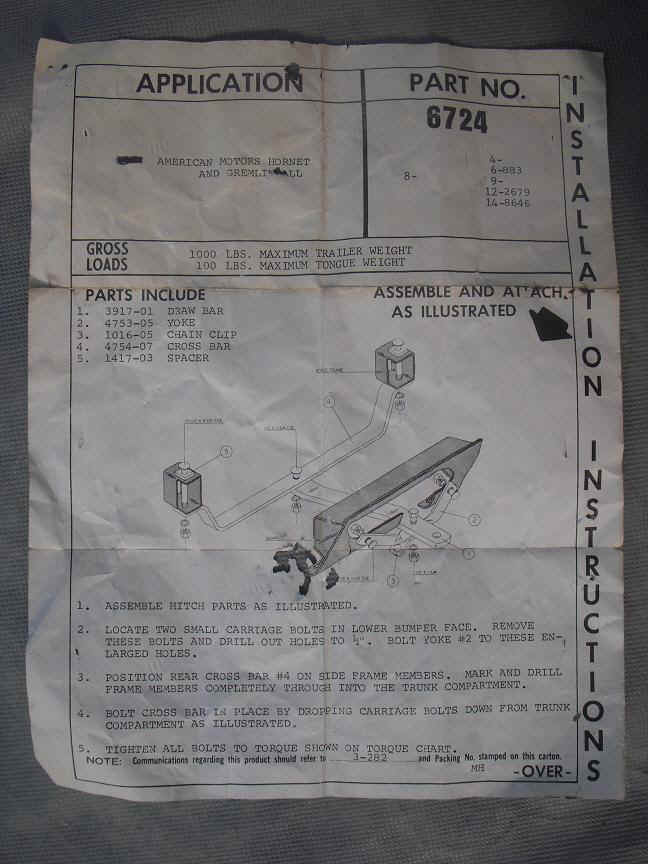 APPLICATION
PART NO.
6724
AMERICAN MOTORS HORNET
AND GREMLIN ALL
8-
4-
6-883
9-
12-2679
14-8646
GROSS LOADS
1000 LBS. MAXIMUM TRAILER WEIGHT
100 LBS. MAXIMUM TONGUE WEIGHT
PARTS INCLUDE
1. 3917-01 DRAW BAR
2. 4753-05 YOKE
3. 1016-05 CHAIN CLIP
4. 4754-07 CROSS BAR
5. 1417-03 SPACER
ASSEMBLE AND ATTACH
AS ILLUSTRATED
4
5
2
3
1. ASSEMBLE HITCH PARTS AS ILLUSTRATED.
2. LOCATE TWO SMALL CARRIAGE BOLTS IN LOWER BUMPER FACE. REMOVE
THESE BOLTS AND DRILL OUT HOLES TO ½". BOLT YOKE #2 TO THESE EN-
LARGED HOLES.
3. POSITION REAR CROSS BAR #4 ON SIDE FRAME MEMBERS. MARK AND DRILL
FRAME MEMBERS COMPLETELY THROUGH INTO THE TRUNK COMPARTMENT.
4. BOLT CROSS BAR IN PLACE BY DROPPING CARRIAGE BOLTS DOWN FROM TRUNK
COMPARTMENT AS ILLUSTRATED.
5. TIGHTEN ALL BOLTS TO TORQUE SHOWN ON TORQUE CHART.
NOTE: Communications regarding this product should refer to 3-282 and Packing No. stamped on this carton.
MH
-OVER-
INSTALLATION INSTRUCTIONS